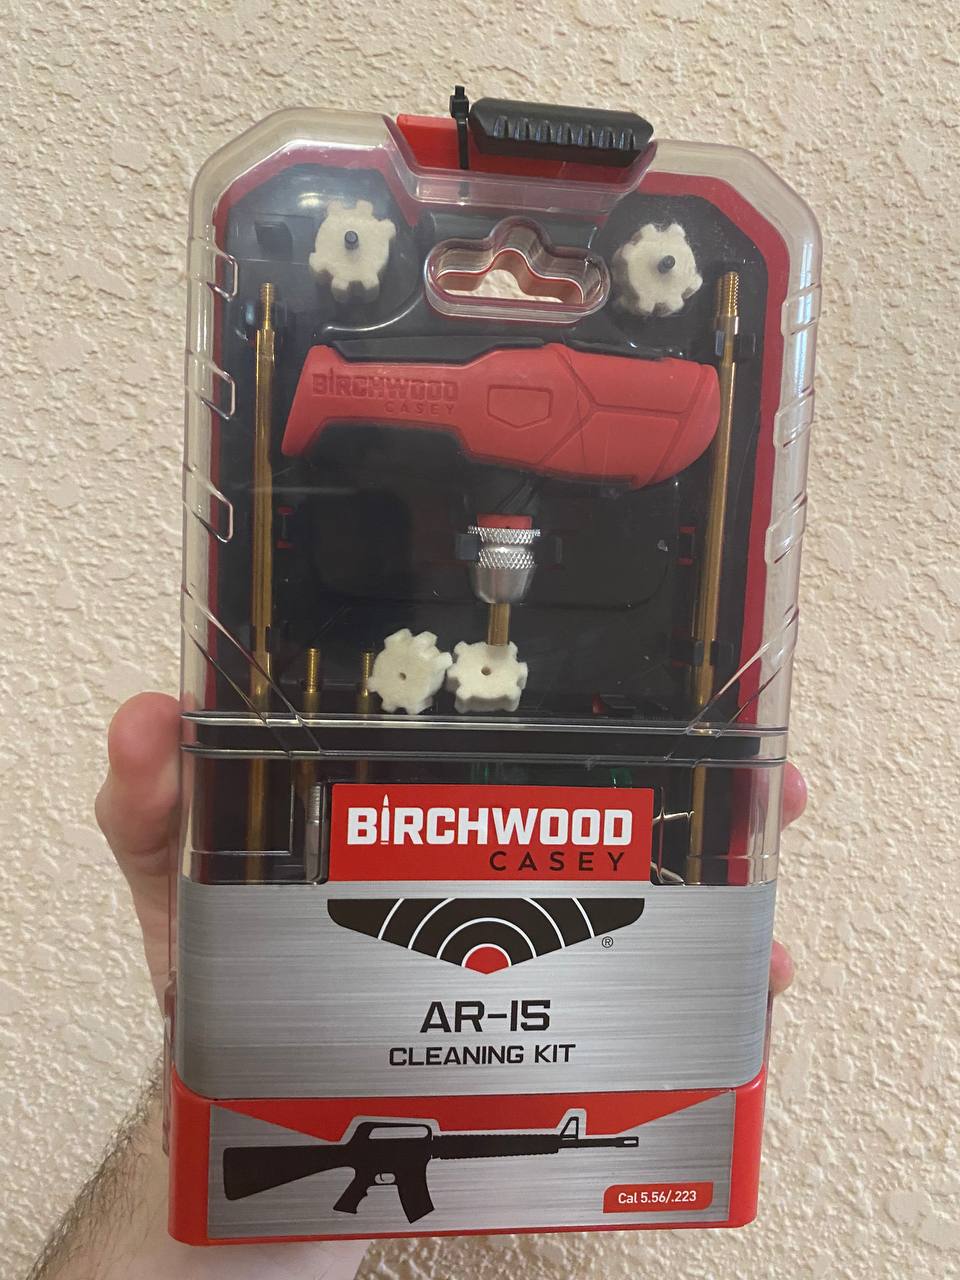 BIRCHWOOD
CASEY
BIRCHWOOD
CASEY
®
AR-15
CLEANING KIT
Cal 5.56/.223